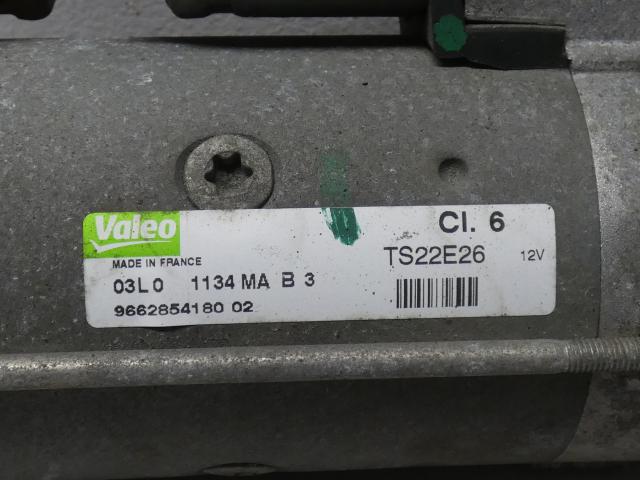 Valeo
Cl. 6
MADE IN FRANCE
TS22E26 12V
03L0 1134 MA B 3
9662854180 02